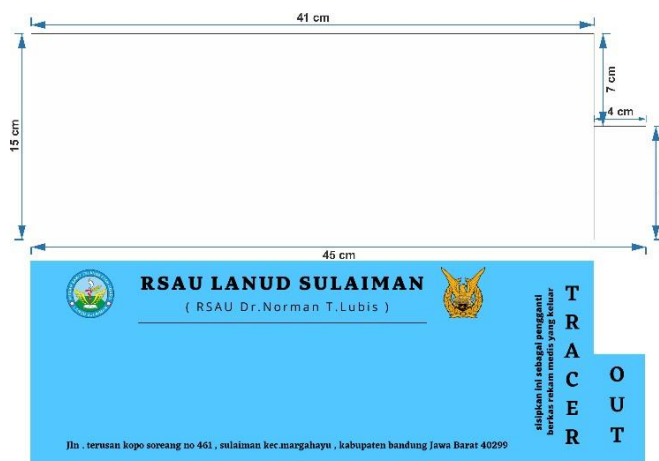 41 cm
15 cm
7 cm
4 cm
45 cm
RSAU LANUD SULAIMAN
( RSAU Dr.Norman T.Lubis )
sisipkan ini sebagai pengganti
berkas rekam medis yang keluar
TRACER
OUT
Jln . terusan kopo soreang no 461 , sulaiman kec.margahayu , kabupaten bandung Jawa Barat 40299